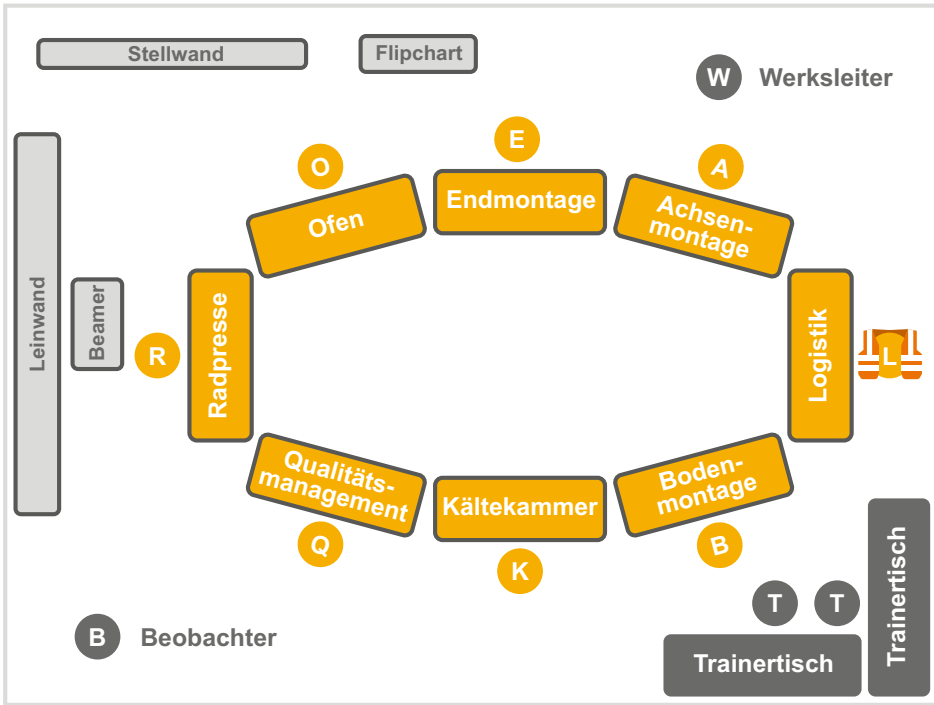 Stellwand
Flipchart
W
Werksleiter
E
O
A
Endmontage
Ofen
Achsen-
montage
Leinwand
Beamer
R
Radpresse
Logistik
L
Qualitäts-
management
Kältekammer
Boden-
montage
Q
K
B
Trainertisch
T
T
B
Beobachter
Trainertisch